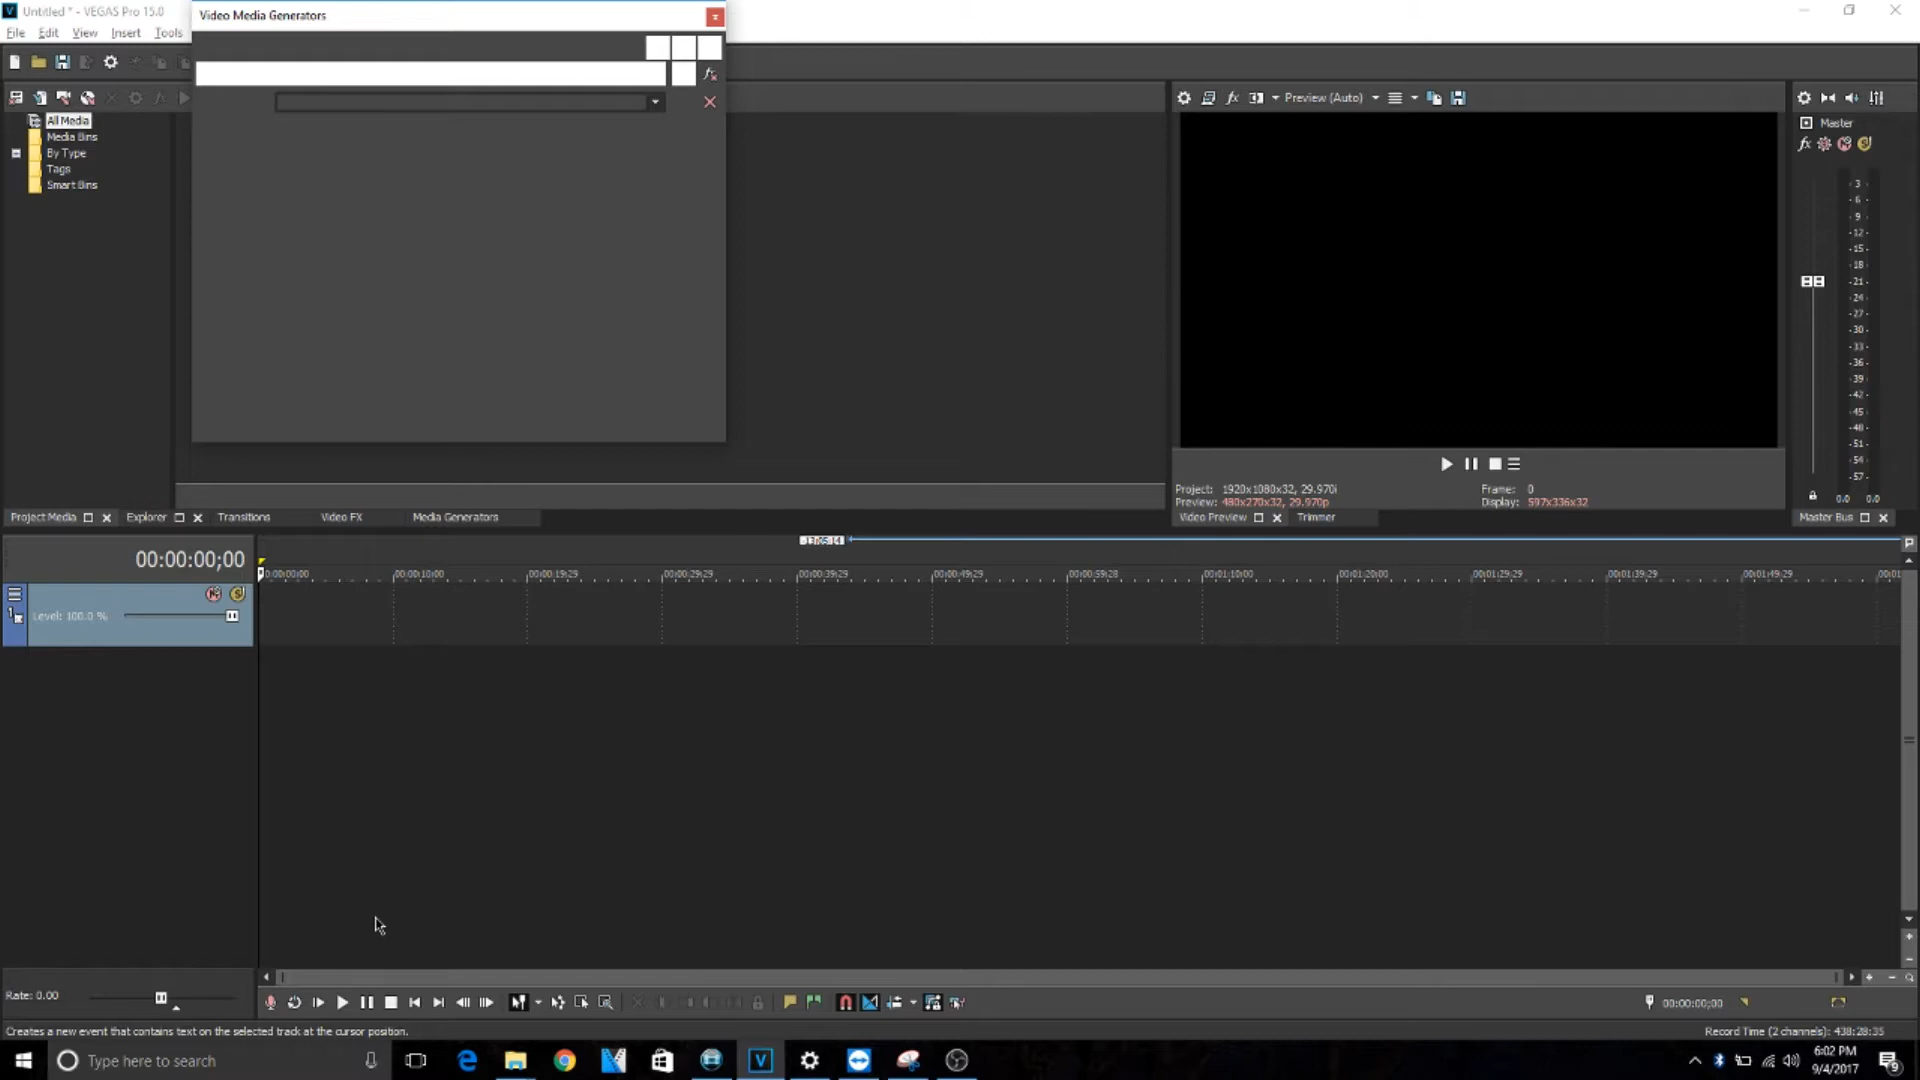 Untitled * - VEGAS Pro 15.0
Video Media Generators
File Edit View Insert Tools
Preview (Auto)
All Media
Media Bins
By Type
Tags
Smart Bins
Master
3
-6
-9
-12
-15
-18
-21
-24
-27
-30
-33
-36
-39
-42
-45
-48
-51
-54
-57
0.0 0.0
Project: 1920x1080x32, 29.970i
Preview: 480x270x32, 29.970p
Frame: 0
Display: 597x336x32
Project Media Explorer Transitions Video FX Media Generators
Video Preview Trimmer
Master Bus
-13:05:14
00:00:00;00
00:00:00;00 00:00:10;00 00:00:19;29 00:00:29;29 00:00:39;29 00:00:49;29 00:00:59;28 00:01:10;00 00:01:20;00 00:01:29;29 00:01:39;29 00:01:49;29
Level: 100.0 %
Rate: 0.00
00:00:00;00
Creates a new event that contains text on the selected track at the cursor position.
Record Time (2 channels): 438:28:35
Type here to search
6:02 PM
9/4/2017